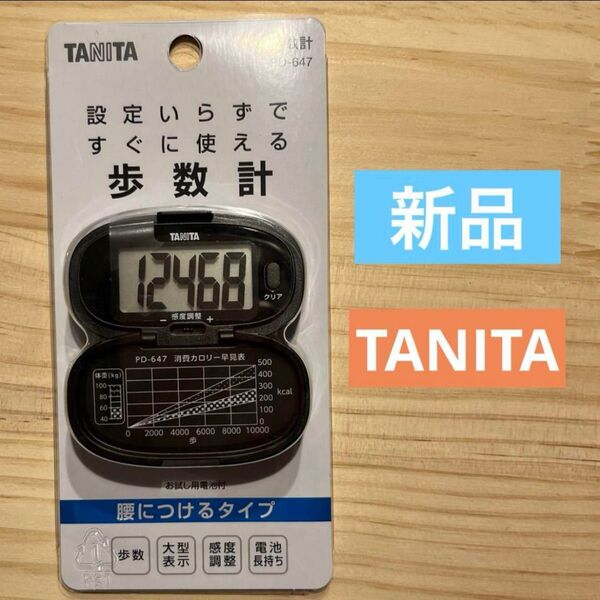 TANITA
数計
PD-647
設定いらずで
すぐに使える
歩数計
TANITA
12468
クリア
− 感度調整 +
PD-647 消費カロリー早見表
体重(kg)
100
80
60
40
500
400
300
200
100
0
kcal
0 2000 4000 6000 8000 10000
歩
お試し用電池付
腰につけるタイプ
歩数
大型
表示
感度
調整
電池
長持ち
PET
新品
TANITA